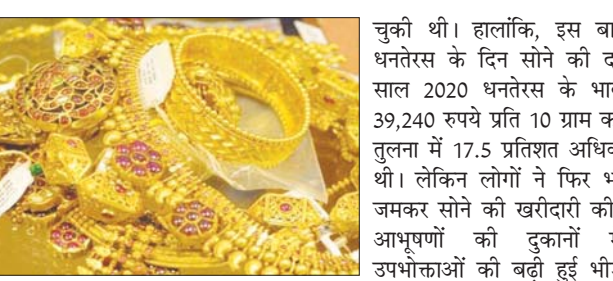 चुकी थी। हालांकि, इस बा
धनतेरस के दिन सोने की द
साल 2020 धनतेरस के भाव
39,240 रुपये प्रति 10 ग्राम क
तुलना में 17.5 प्रतिशत अधिक
थी। लेकिन लोगों ने फिर भ
जमकर सोने की खरीदारी की
आभूषणों की दुकानों
उपभोक्ताओं की बढ़ी हुई भी